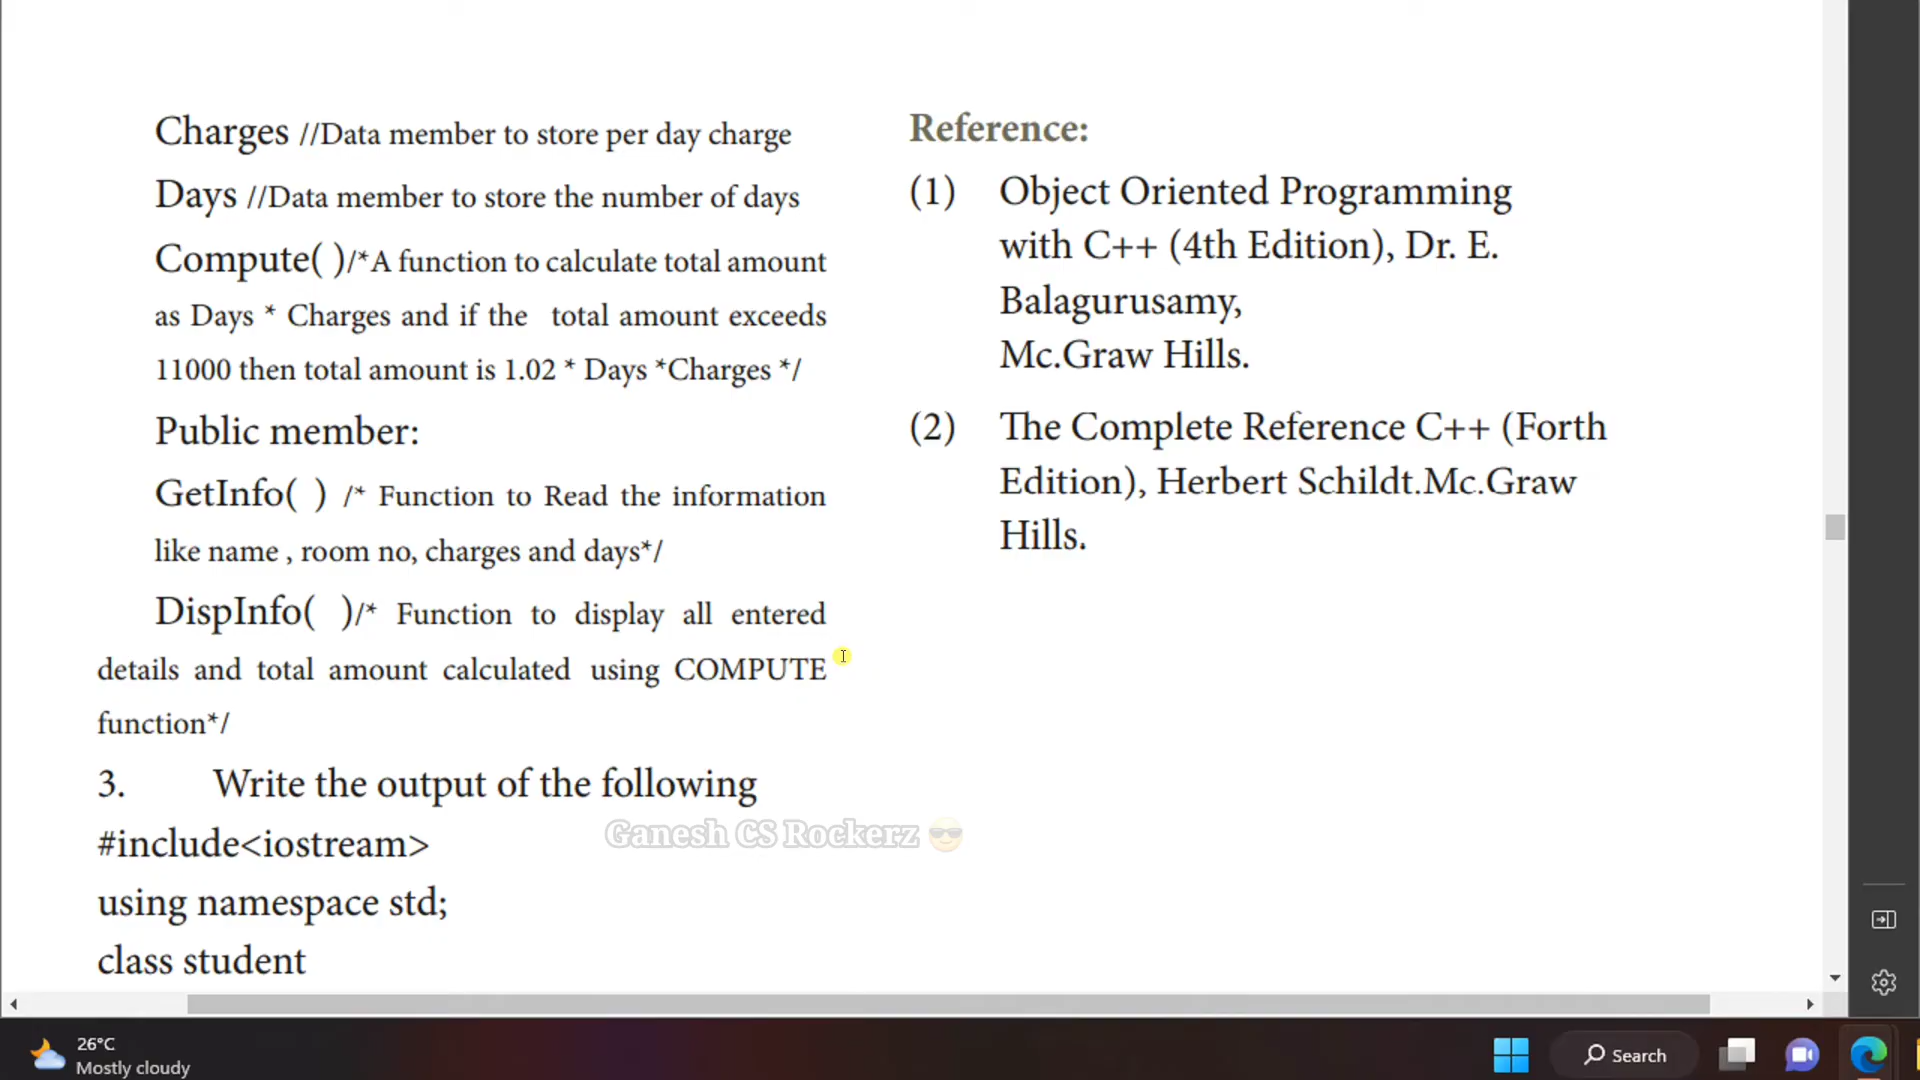 Charges //Data member to store per day charge
Days //Data member to store the number of days
Compute( )/*A function to calculate total amount
as Days * Charges and if the total amount exceeds
11000 then total amount is 1.02 * Days *Charges */
Public member:
GetInfo( ) /* Function to Read the information
like name , room no, charges and days*/
DispInfo( )/* Function to display all entered
details and total amount calculated using COMPUTE
function*/
3. Write the output of the following
#include<iostream>
using namespace std;
class student
Reference:
(1) Object Oriented Programming
with C++ (4th Edition), Dr. E.
Balagurusamy,
Mc.Graw Hills.
(2) The Complete Reference C++ (Forth
Edition), Herbert Schildt.Mc.Graw
Hills.
Ganesh CS Rockerz 😎
26°C
Mostly cloudy
Search